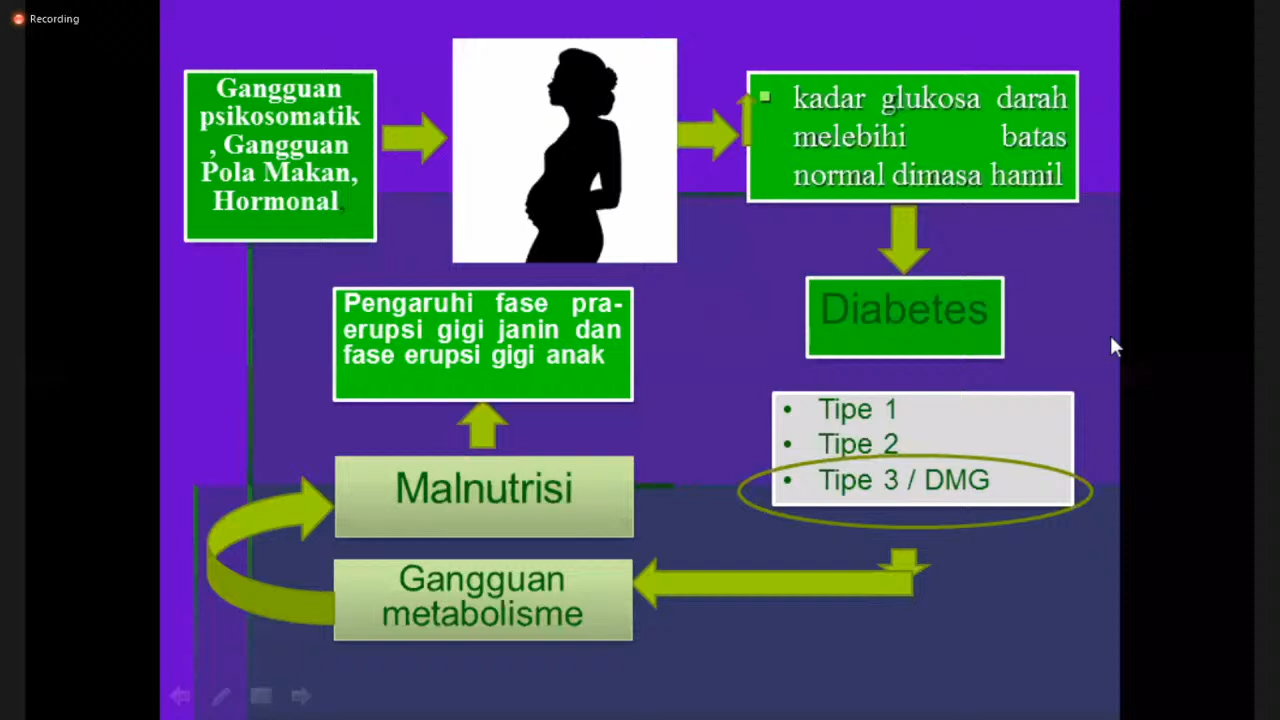 Recording
Gangguan
psikosomatik
, Gangguan
Pola Makan,
Hormonal,
kadar glukosa darah
melebihi batas
normal dimasa hamil
Diabetes
• Tipe 1
• Tipe 2
• Tipe 3 / DMG
Pengaruhi fase pra-
erupsi gigi janin dan
fase erupsi gigi anak
Malnutrisi
Gangguan
metabolisme